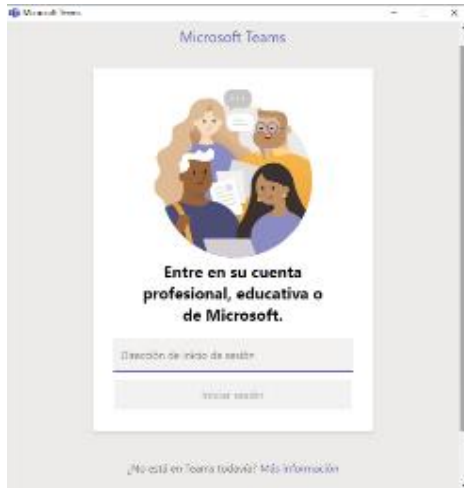 Microsoft Teams
Microsoft Teams
Entre en su cuenta
profesional, educativa o
de Microsoft.
Dirección de inicio de sesión
Iniciar sesión
¿No está en Teams todavía? Más información